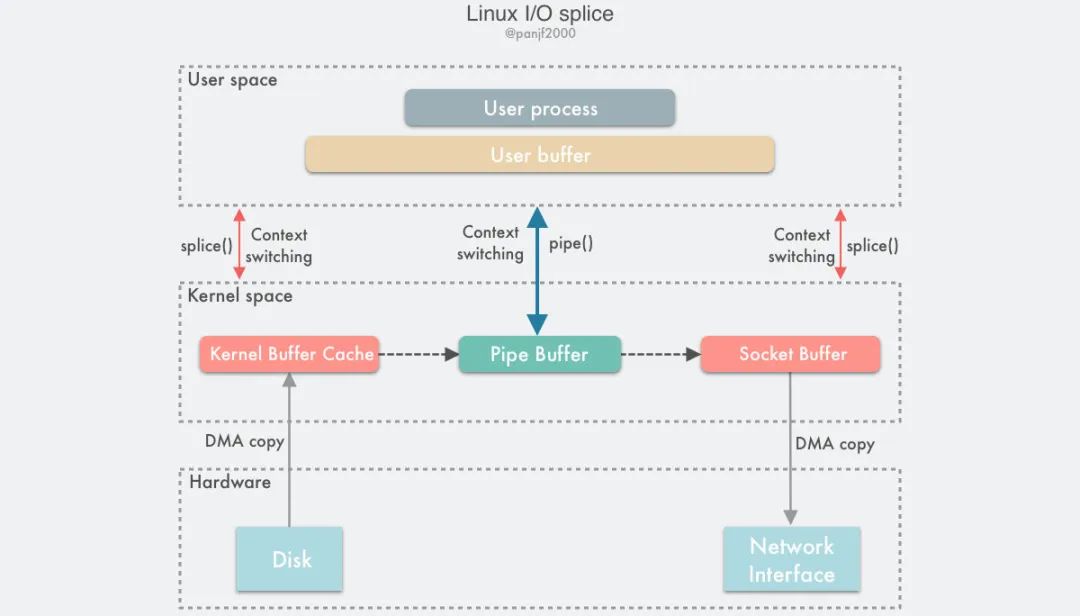 Linux I/O splice
@panjf2000
User space
User process
User buffer
splice()
Context
switching
Context
switching
pipe()
Context
switching
splice()
Kernel space
Kernel Buffer Cache
Pipe Buffer
Socket Buffer
DMA copy
DMA copy
Hardware
Disk
Network
Interface